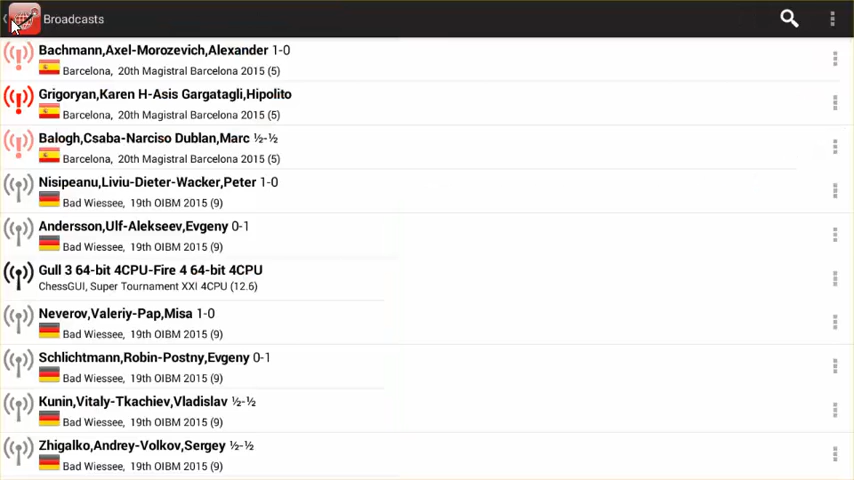 Broadcasts
Bachmann,Axel-Morozevich,Alexander 1-0
Barcelona, 20th Magistral Barcelona 2015 (5)
Grigoryan,Karen H-Asis Gargatagli,Hipolito
Barcelona, 20th Magistral Barcelona 2015 (5)
Balogh,Csaba-Narciso Dublan,Marc ½-½
Barcelona, 20th Magistral Barcelona 2015 (5)
Nisipeanu,Liviu-Dieter-Wacker,Peter 1-0
Bad Wiessee, 19th OIBM 2015 (9)
Andersson,Ulf-Alekseev,Evgeny 0-1
Bad Wiessee, 19th OIBM 2015 (9)
Gull 3 64-bit 4CPU-Fire 4 64-bit 4CPU
ChessGUI, Super Tournament XXI 4CPU (12.6)
Neverov,Valeriy-Pap,Misa 1-0
Bad Wiessee, 19th OIBM 2015 (9)
Schlichtmann,Robin-Postny,Evgeny 0-1
Bad Wiessee, 19th OIBM 2015 (9)
Kunin,Vitaly-Tkachiev,Vladislav ½-½
Bad Wiessee, 19th OIBM 2015 (9)
Zhigalko,Andrey-Volkov,Sergey ½-½
Bad Wiessee, 19th OIBM 2015 (9)